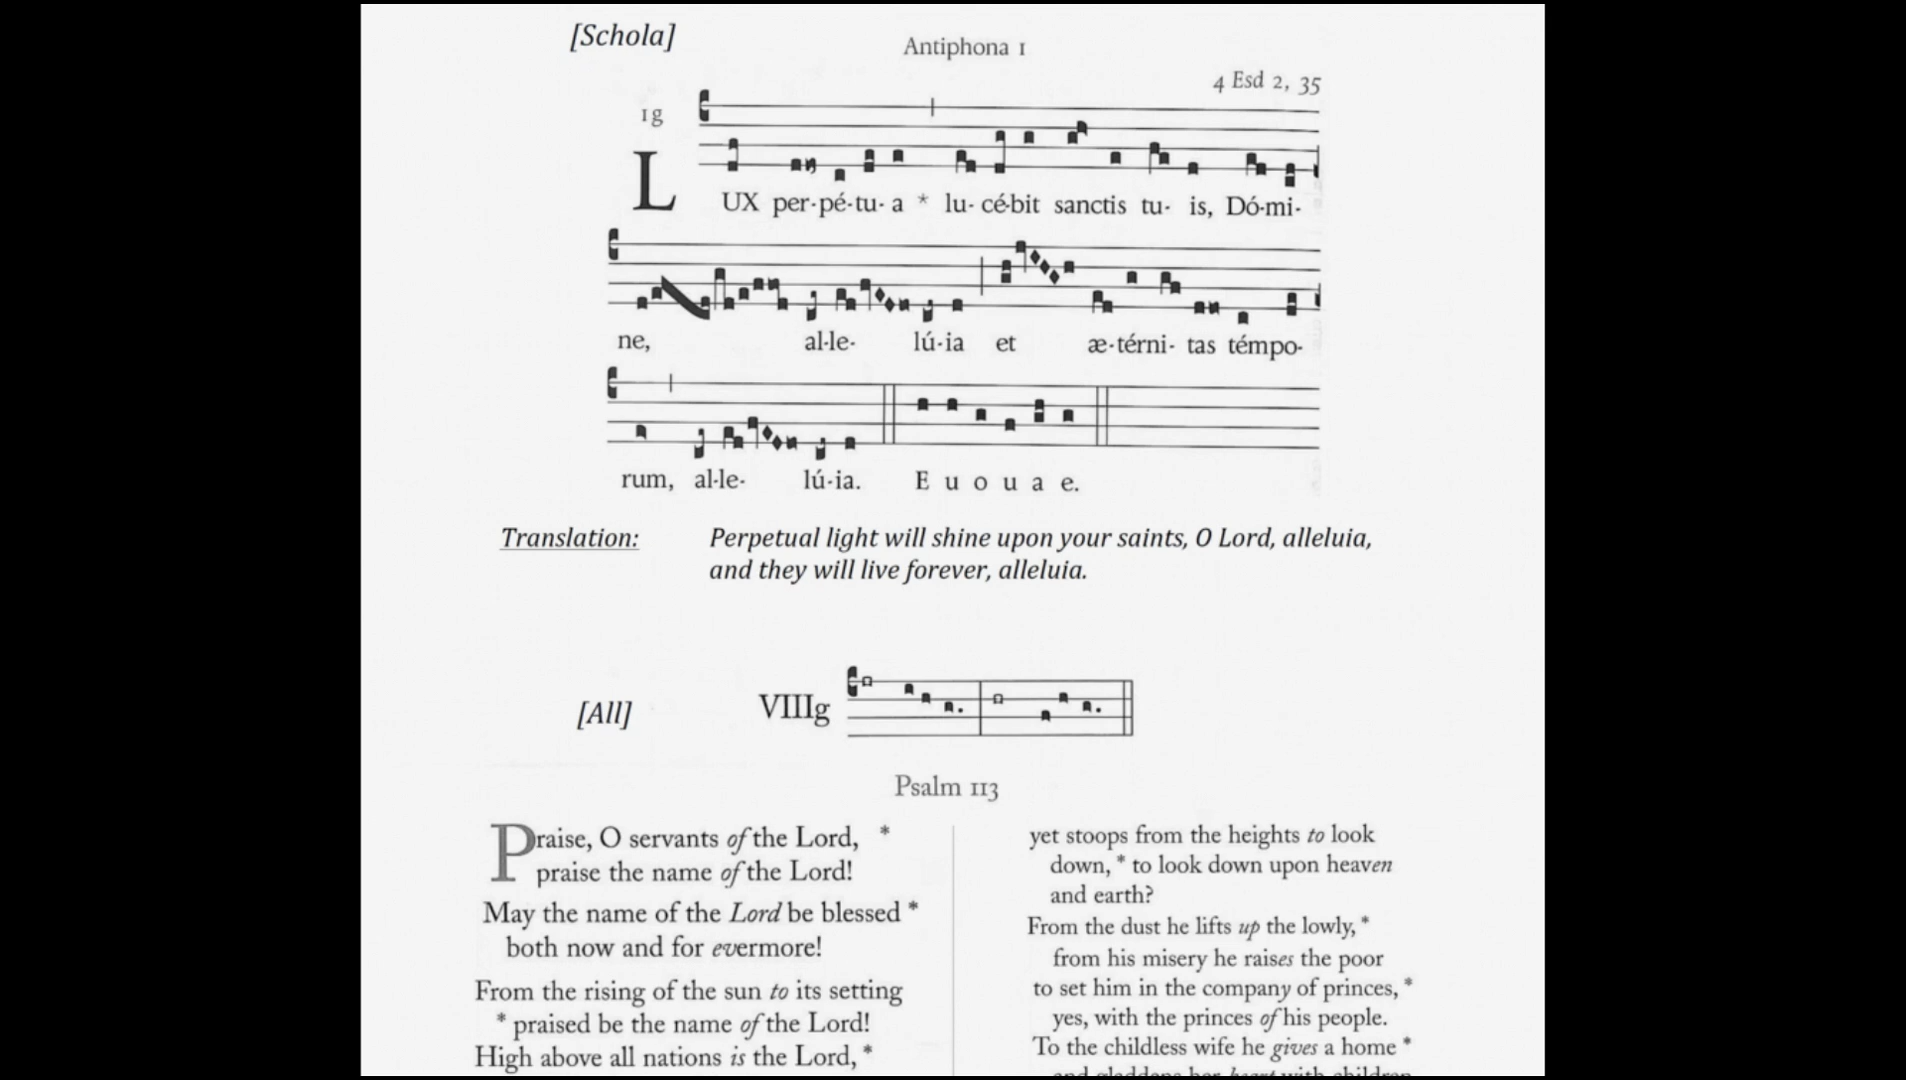 [Schola]
Antiphona 1
4 Esd 2, 35
1g
LUX per-pé-tu-a * lu-cé-bit sanctis tu- is, Dó-mi-
ne, al-le- lú-ia et æ-térni- tas témpo-
rum, al-le- lú-ia. E u o u a e.
Translation: Perpetual light will shine upon your saints, O Lord, alleluia,
and they will live forever, alleluia.
[All]
VIIIg
Psalm 113
Praise, O servants of the Lord, *
praise the name of the Lord!
May the name of the Lord be blessed *
both now and for evermore!
From the rising of the sun to its setting
* praised be the name of the Lord!
High above all nations is the Lord, *
yet stoops from the heights to look
down, * to look down upon heaven
and earth?
From the dust he lifts up the lowly, *
from his misery he raises the poor
to set him in the company of princes, *
yes, with the princes of his people.
To the childless wife he gives a home *
and gladdens her heart with children